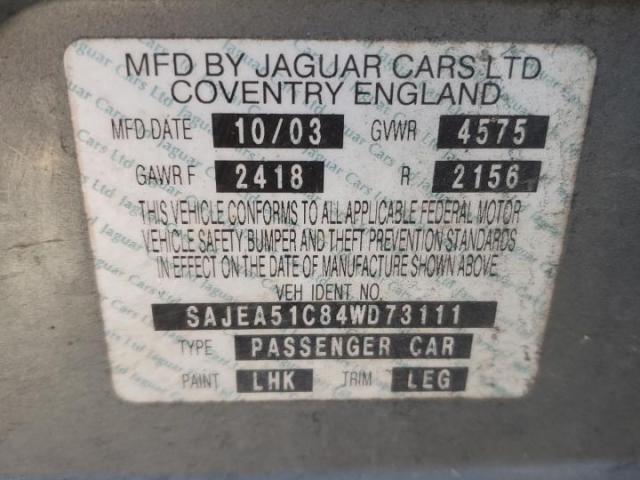 MFD BY JAGUAR CARS LTD
COVENTRY ENGLAND
MFD DATE 10/03 GVWR 4575
GAWR F 2418 R 2156
THIS VEHICLE CONFORMS TO ALL APPLICABLE FEDERAL MOTOR
VEHICLE SAFETY BUMPER AND THEFT PREVENTION STANDARDS
IN EFFECT ON THE DATE OF MANUFACTURE SHOWN ABOVE.
VEH IDENT NO.
SAJEA51C84WD73111
TYPE PASSENGER CAR
PAINT LHK TRIM LEG